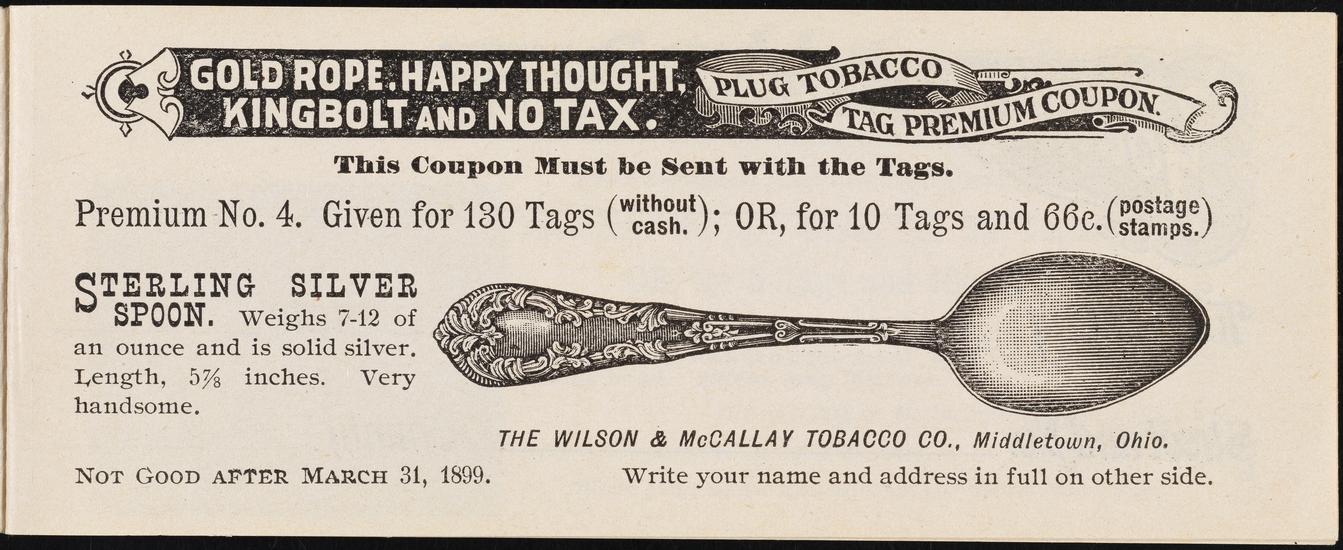 GOLD ROPE. HAPPY THOUGHT,
KINGBOLT AND NO TAX.
PLUG TOBACCO
TAG PREMIUM COUPON.
This Coupon Must be Sent with the Tags.
Premium No. 4. Given for 130 Tags (without cash.); OR, for 10 Tags and 66c. (postage stamps.)
STERLING SILVER
SPOON. Weighs 7-12 of
an ounce and is solid silver.
Length, 5⅞ inches. Very
handsome.
THE WILSON & McCALLAY TOBACCO CO., Middletown, Ohio.
NOT GOOD AFTER MARCH 31, 1899.
Write your name and address in full on other side.